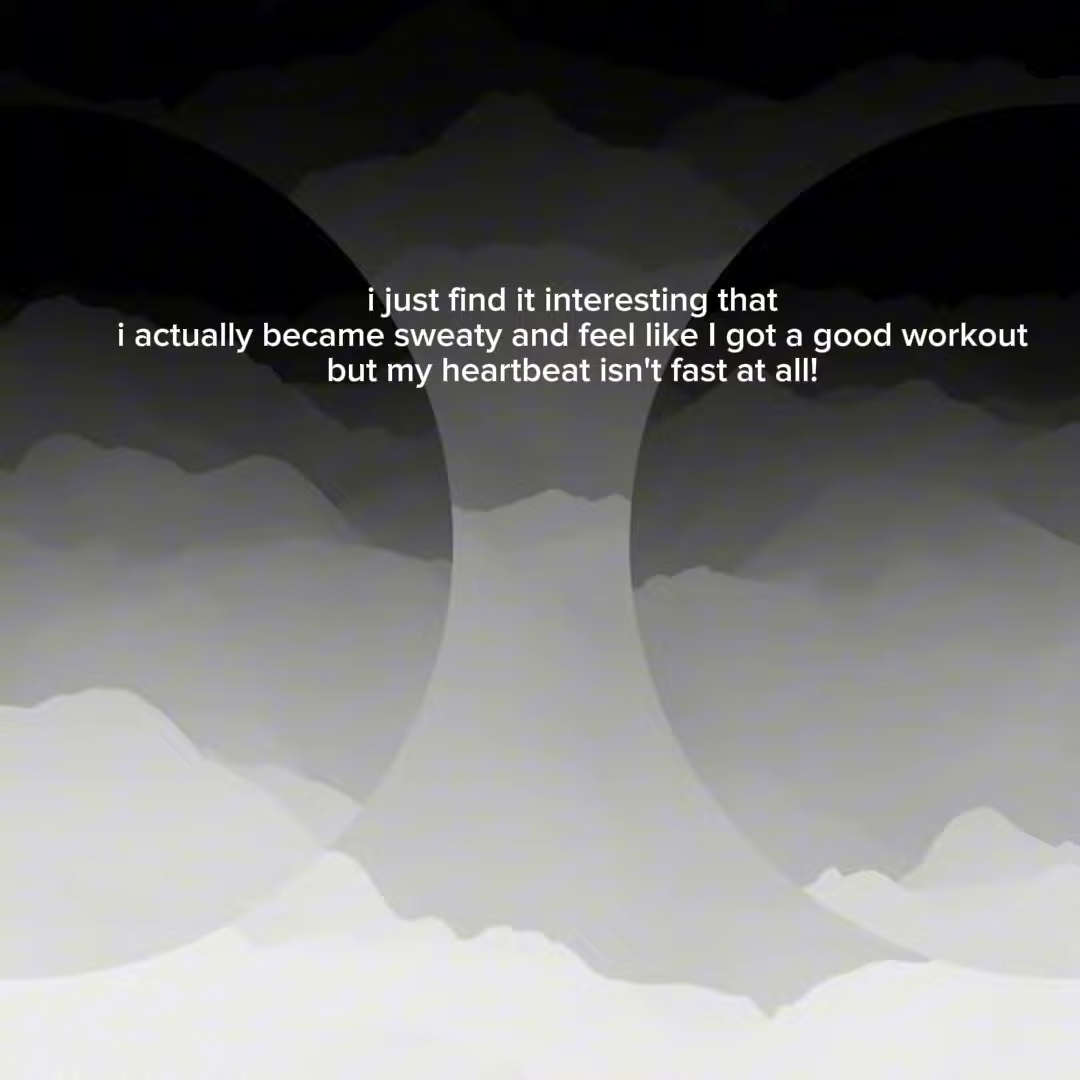 i just find it interesting that
i actually became sweaty and feel like I got a good workout
but my heartbeat isn't fast at all!